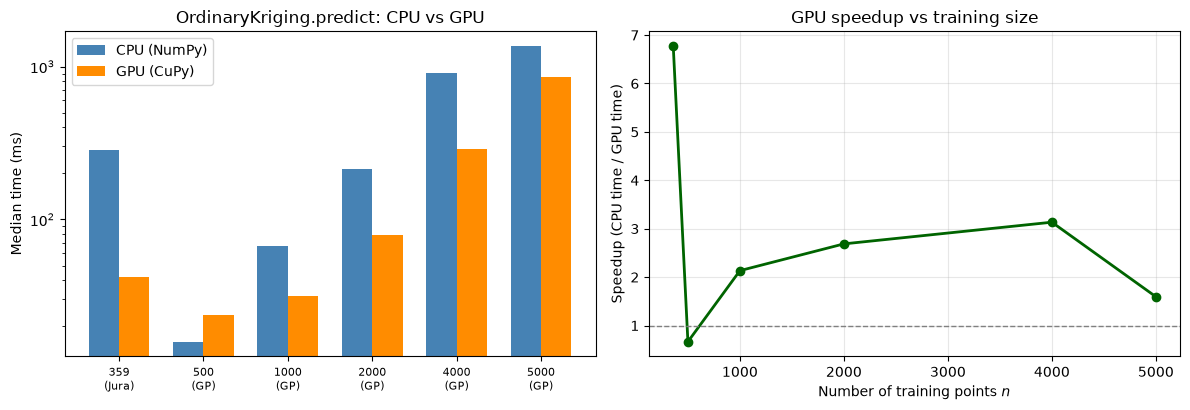 OrdinaryKriging.predict: CPU vs GPU
CPU (NumPy)
GPU (CuPy)
Median time (ms)
10³
10²
359
(Jura)
500
(GP)
1000
(GP)
2000
(GP)
4000
(GP)
5000
(GP)
GPU speedup vs training size
Speedup (CPU time / GPU time)
7
6
5
4
3
2
1
1000
2000
3000
4000
5000
Number of training points n